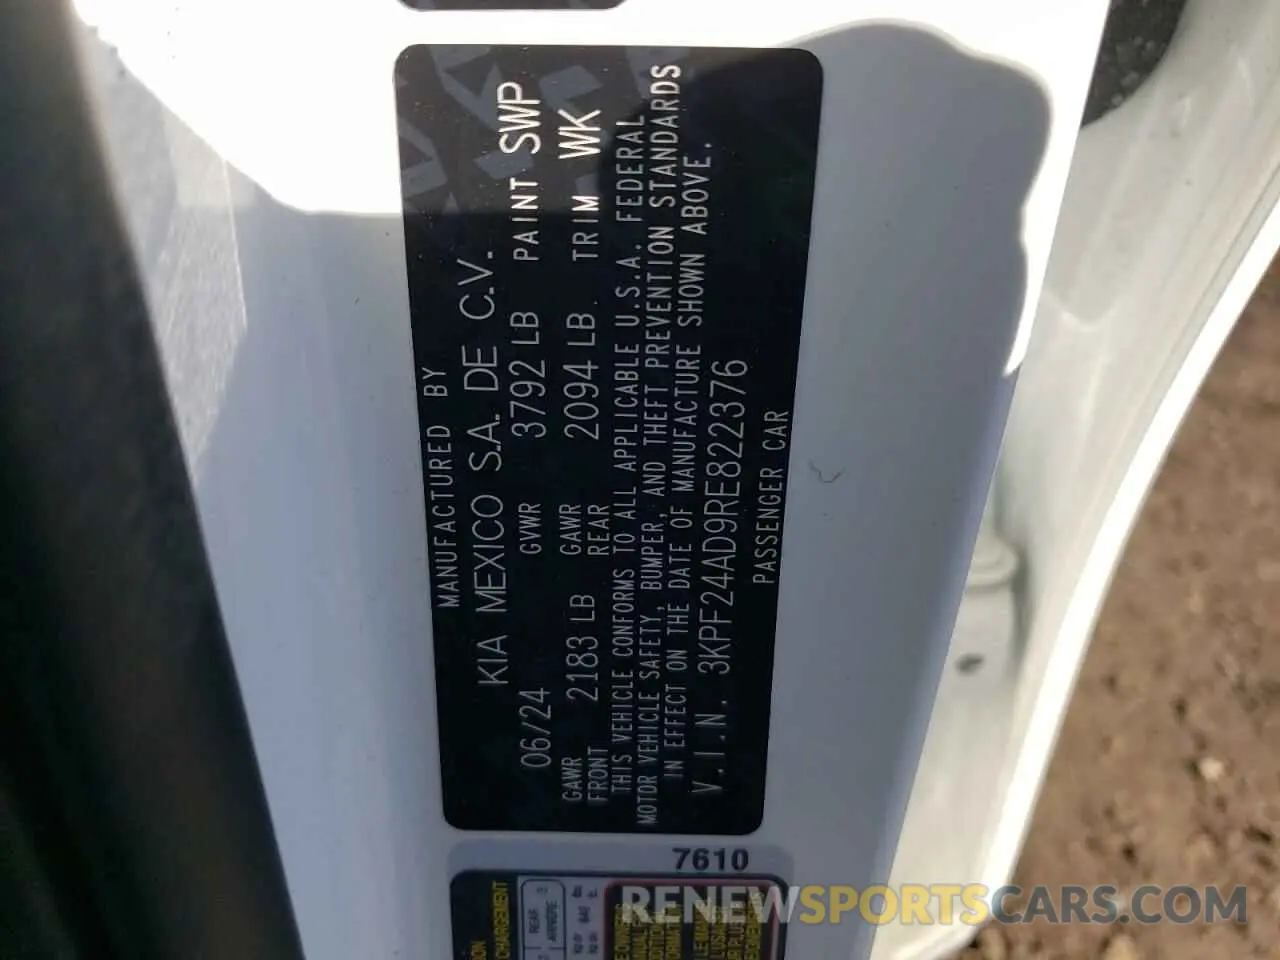 MANUFACTURED BY
KIA MEXICO S.A. DE C.V.
06/24 GVWR 3792 LB PAINT SWP
GAWR FRONT 2183 LB GAWR REAR 2094 LB TRIM WK
THIS VEHICLE CONFORMS TO ALL APPLICABLE U.S.A. FEDERAL
MOTOR VEHICLE SAFETY, BUMPER, AND THEFT PREVENTION STANDARDS
IN EFFECT ON THE DATE OF MANUFACTURE SHOWN ABOVE.
V.I.N. 3KPF24AD9RE822376
PASSENGER CAR
7610
REAR
RENEWSPORTSCARS.COM